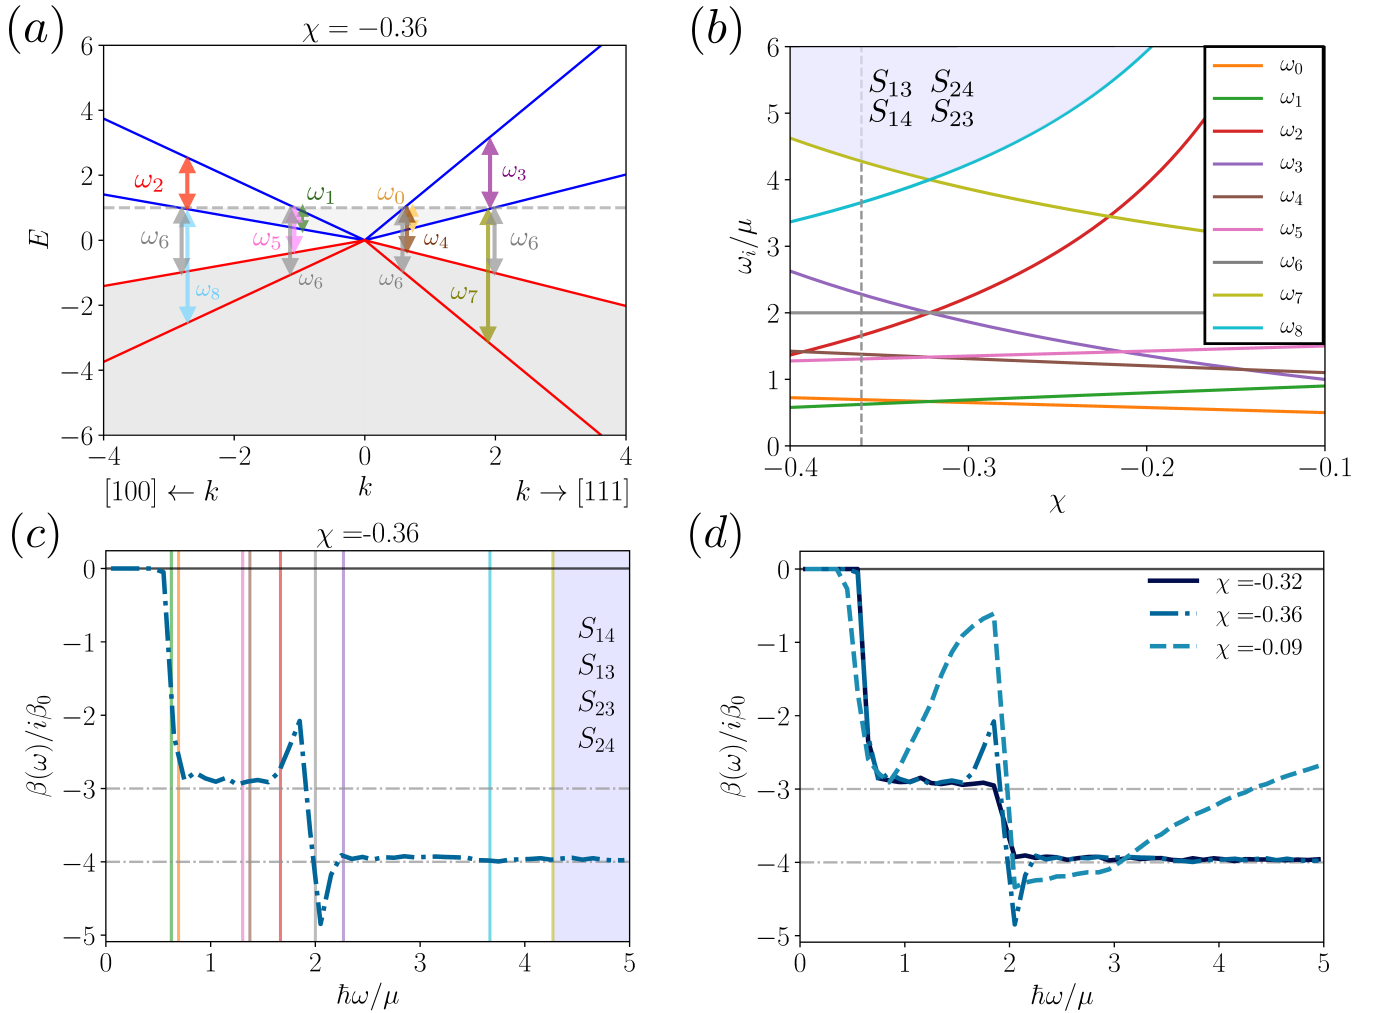 (a)
χ = −0.36
6
4
2
0
−2
−4
−6
E
ω₂
ω₁
ω₀
ω₃
ω₆
ω₅
ω₄
ω₆
ω₈
ω₆
ω₆
ω₇
−4
−2
0
2
4
[100] ← k
k
k → [111]
(b)
6
5
4
3
2
1
0
ωᵢ/μ
S₁₃ S₂₄
S₁₄ S₂₃
ω₀
ω₁
ω₂
ω₃
ω₄
ω₅
ω₆
ω₇
ω₈
−0.4
−0.3
−0.2
−0.1
χ
(c)
χ =-0.36
0
−1
−2
−3
−4
−5
β(ω)/iβ₀
S₁₄
S₁₃
S₂₃
S₂₄
0
1
2
3
4
5
ħω/μ
(d)
0
−1
−2
−3
−4
−5
β(ω)/iβ₀
χ =-0.32
χ =-0.36
χ =-0.09
0
1
2
3
4
5
ħω/μ